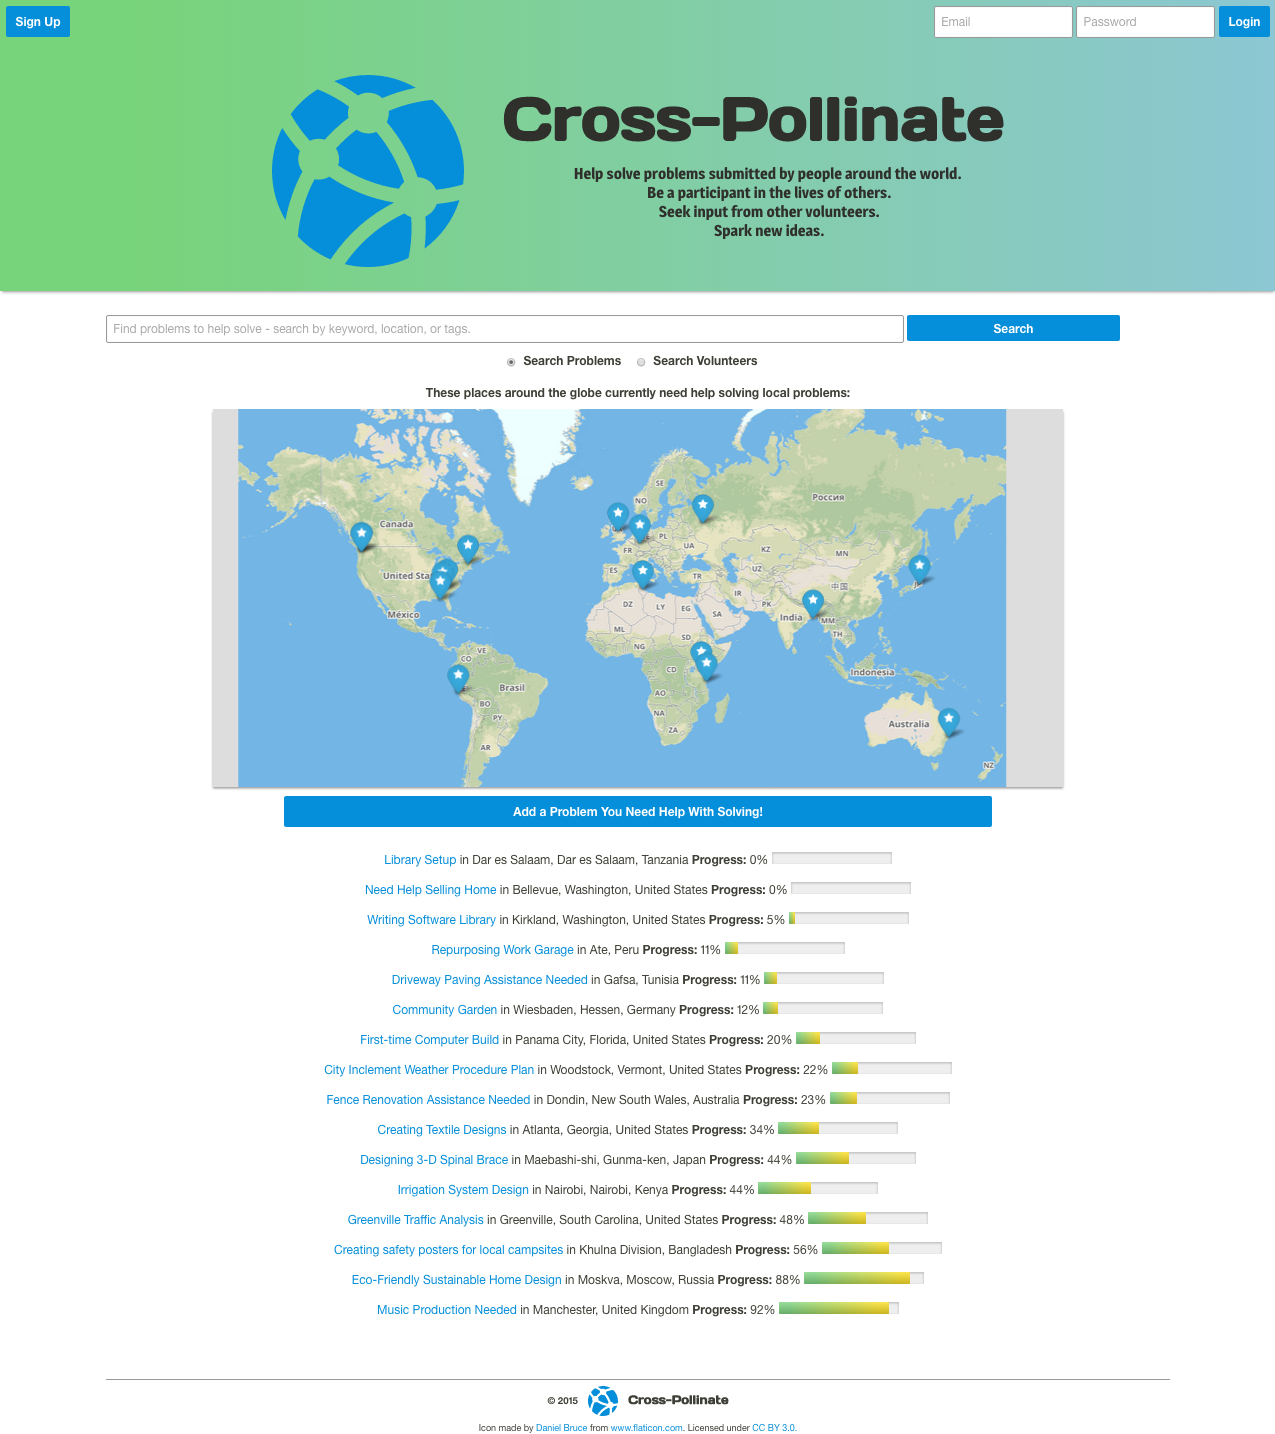 Sign Up
Email
Password
Login
Cross-Pollinate
Help solve problems submitted by people around the world.
Be a participant in the lives of others.
Seek input from other volunteers.
Spark new ideas.
Find problems to help solve - search by keyword, location, or tags.
Search
Search Problems
Search Volunteers
These places around the globe currently need help solving local problems:
SE
NO
Россия
Canada
PL
UA
FR
KZ
MN
United Sta
ES
TR
UZ
中国
IR
PK
DZ
LY
EG
SA
México
India
MM
ML
TH
NG
SD
VE
CO
CD
Indonesia
Brasil
AO
BO
NA
PY
ZA
Australia
AR
NZ
Add a Problem You Need Help With Solving!
Library Setup in Dar es Salaam, Dar es Salaam, Tanzania Progress: 0%
Need Help Selling Home in Bellevue, Washington, United States Progress: 0%
Writing Software Library in Kirkland, Washington, United States Progress: 5%
Repurposing Work Garage in Ate, Peru Progress: 11%
Driveway Paving Assistance Needed in Gafsa, Tunisia Progress: 11%
Community Garden in Wiesbaden, Hessen, Germany Progress: 12%
First-time Computer Build in Panama City, Florida, United States Progress: 20%
City Inclement Weather Procedure Plan in Woodstock, Vermont, United States Progress: 22%
Fence Renovation Assistance Needed in Dondin, New South Wales, Australia Progress: 23%
Creating Textile Designs in Atlanta, Georgia, United States Progress: 34%
Designing 3-D Spinal Brace in Maebashi-shi, Gunma-ken, Japan Progress: 44%
Irrigation System Design in Nairobi, Nairobi, Kenya Progress: 44%
Greenville Traffic Analysis in Greenville, South Carolina, United States Progress: 48%
Creating safety posters for local campsites in Khulna Division, Bangladesh Progress: 56%
Eco-Friendly Sustainable Home Design in Moskva, Moscow, Russia Progress: 88%
Music Production Needed in Manchester, United Kingdom Progress: 92%
© 2015 Cross-Pollinate
Icon made by Daniel Bruce from www.flaticon.com. Licensed under CC BY 3.0.